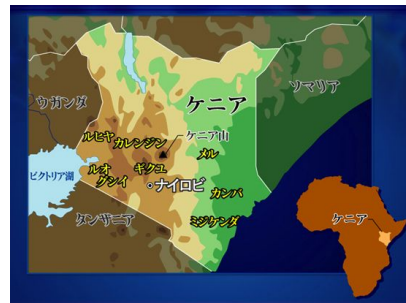 ケニア
ソマリア
ウガンダ
ルヒヤ
カレンジン
ケニア山
メル
ルオ
ギクユ
ビクトリア湖
グシイ
ナイロビ
カンバ
ミジケンダ
タンザニア
ケニア